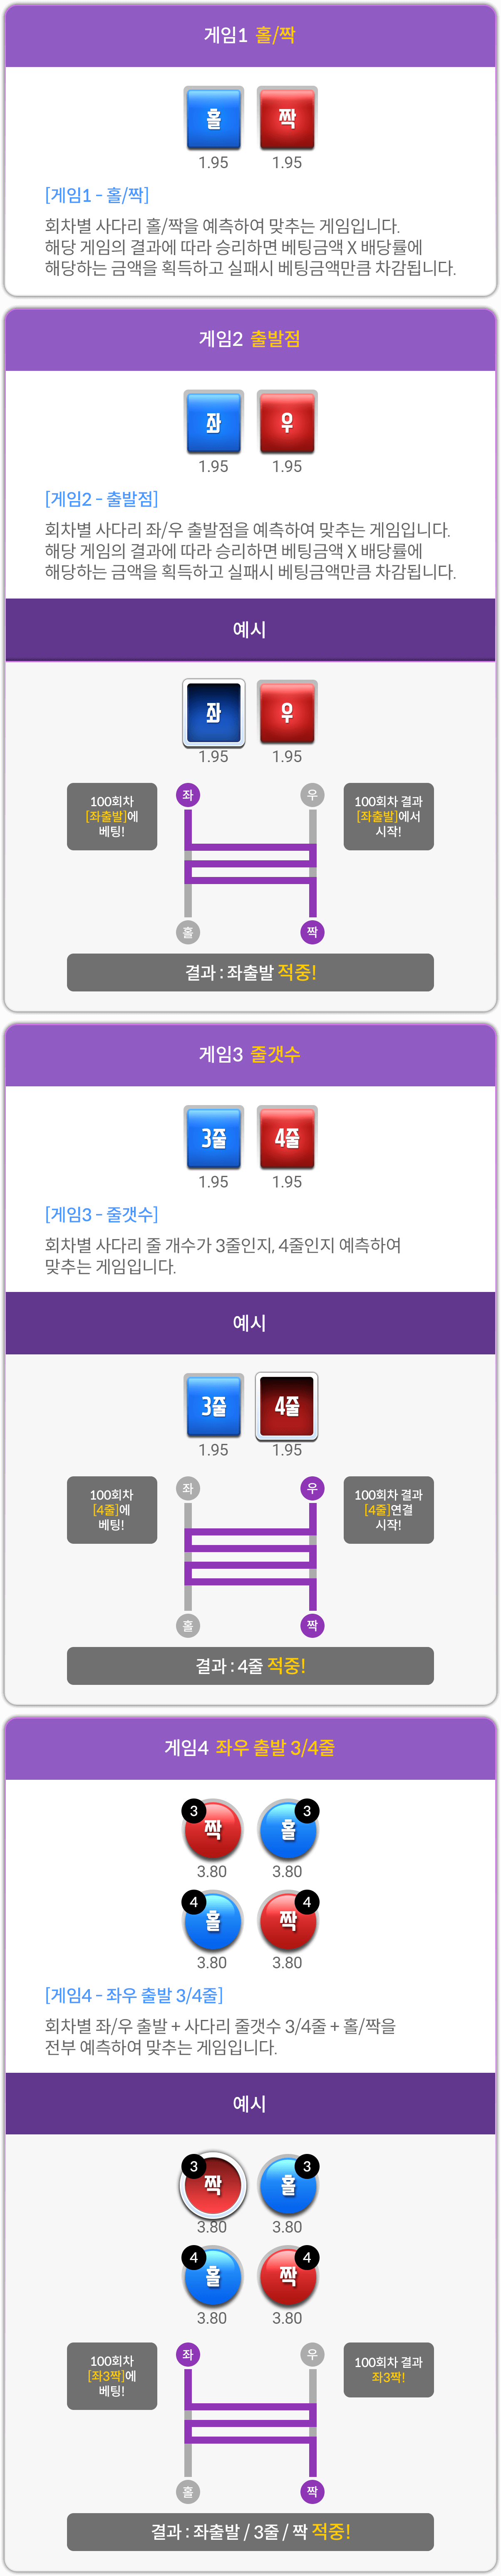 게임1 홀/짝
홀 짝
1.95 1.95
[게임1 - 홀/짝]
회차별 사다리 홀/짝을 예측하여 맞추는 게임입니다.
해당 게임의 결과에 따라 승리하면 베팅금액 X 배당률에
해당하는 금액을 획득하고 실패시 베팅금액만큼 차감됩니다.
게임2 출발점
좌 우
1.95 1.95
[게임2 - 출발점]
회차별 사다리 좌/우 출발점을 예측하여 맞추는 게임입니다.
해당 게임의 결과에 따라 승리하면 베팅금액 X 배당률에
해당하는 금액을 획득하고 실패시 베팅금액만큼 차감됩니다.
예시
좌 우
1.95 1.95
100회차
[좌출발]에
베팅!
좌 우
100회차 결과
[좌출발]에서
시작!
홀 짝
결과 : 좌출발 적중!
게임3 줄갯수
3줄 4줄
1.95 1.95
[게임3 - 줄갯수]
회차별 사다리 줄 개수가 3줄인지, 4줄인지 예측하여
맞추는 게임입니다.
예시
3줄 4줄
1.95 1.95
100회차
[4줄]에
베팅!
좌 우
100회차 결과
[4줄]연결
시작!
홀 짝
결과 : 4줄 적중!
게임4 좌우 출발 3/4줄
3 짝 홀 3
3.80 3.80
4 홀 짝 4
3.80 3.80
[게임4 - 좌우 출발 3/4줄]
회차별 좌/우 출발 + 사다리 줄갯수 3/4줄 + 홀/짝을
전부 예측하여 맞추는 게임입니다.
예시
3 짝 홀 3
3.80 3.80
4 홀 짝 4
3.80 3.80
100회차
[좌3짝]에
베팅!
좌 우
100회차 결과
좌3짝!
홀 짝
결과 : 좌출발 / 3줄 / 짝 적중!